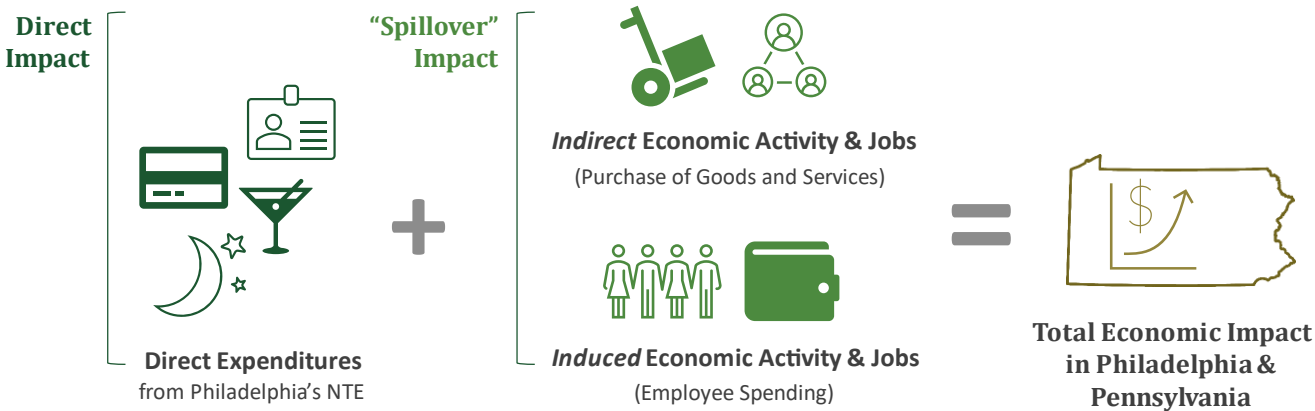 Direct
Impact
Direct Expenditures
from Philadelphia’s NTE
“Spillover”
Impact
Indirect Economic Activity & Jobs
(Purchase of Goods and Services)
Induced Economic Activity & Jobs
(Employee Spending)
$
Total Economic Impact
in Philadelphia &
Pennsylvania